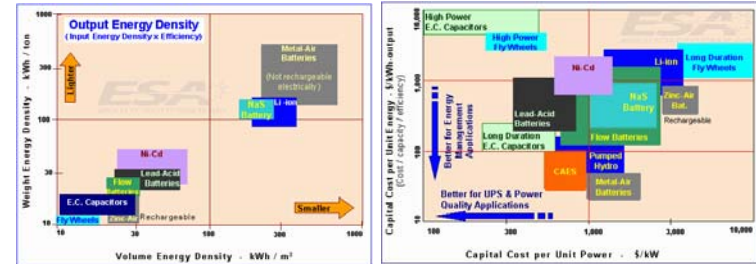 Output Energy Density
( Input Energy Density x Efficiency )
Weight Energy Density - kWh / ton
1000
300
100
30
10
Lighter
ESA
Metal-Air
Batteries
(Not rechargeable
electrically)
NaS
Battery
Li-ion
Ni-Cd
Lead-Acid
Batteries
Flow
Batteries
E.C. Capacitors
Fly Wheels
Zinc-Air
Rechargeable
Smaller
10
30
100
300
1000
Volume Energy Density - kWh / m³
Capital Cost per Unit Energy - $/kWh-output
(Cost / capacity / efficiency)
10,000
1,000
100
10
High Power
E.C. Capacitors
High Power
Fly Wheels
Ni-Cd
Li-ion
Long Duration
Fly Wheels
Lead-Acid
Batteries
NaS
Battery
Zinc-Air
Bat.
Rechargeable
Flow Batteries
Long Duration
E.C. Capacitors
Better for Energy
Management
Applications
CAES
Pumped
Hydro
Metal-Air
Batteries
Better for UPS & Power
Quality Applications
100
300
1,000
3,000
10,000
Capital Cost per Unit Power - $/kW